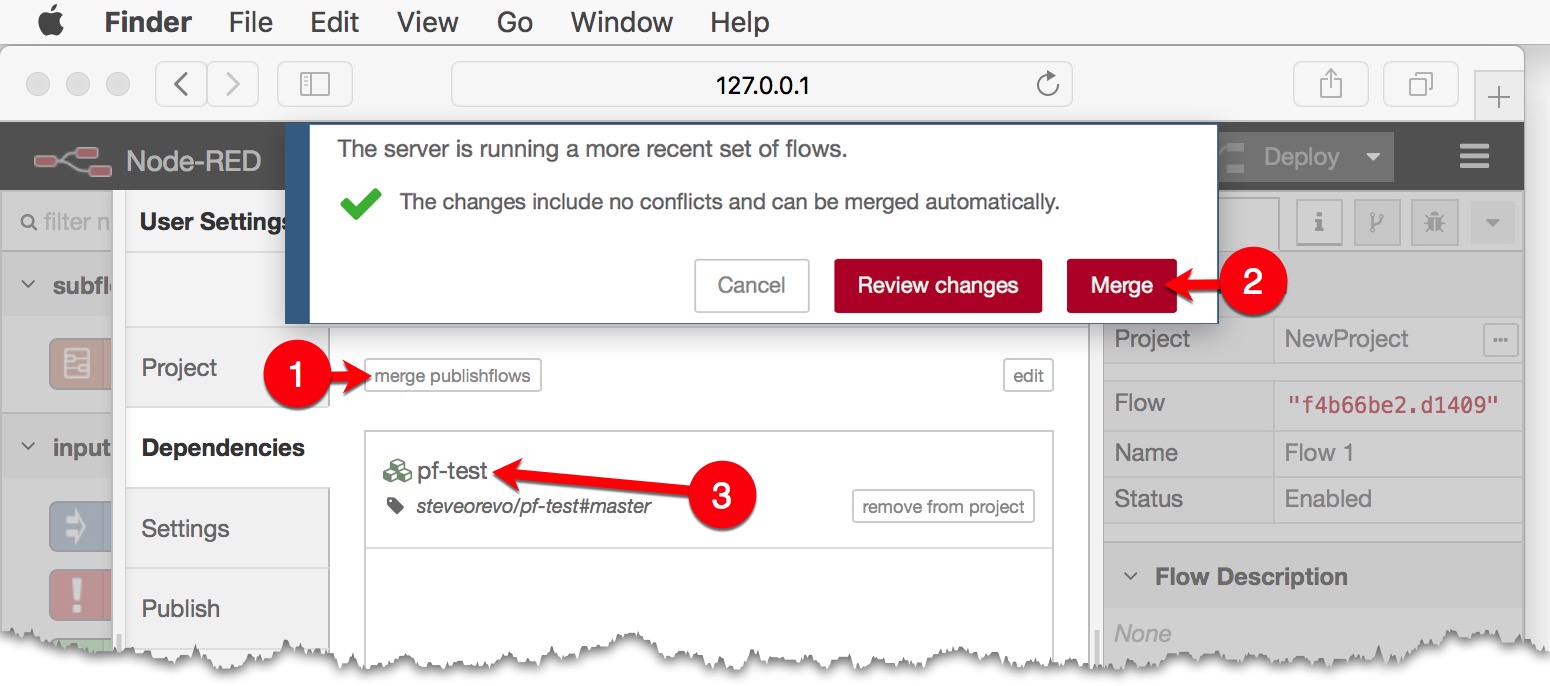 Finder File Edit View Go Window Help
127.0.0.1
Node-RED
The server is running a more recent set of flows.
Deploy
The changes include no conflicts and can be merged automatically.
filter n
User Settings
Cancel Review changes Merge 2
subfl
Project NewProject ...
Project
1 merge publishflows edit
Flow "f4b66be2.d1409"
input
Dependencies
Name Flow 1
pf-test
3
Status Enabled
steveorevo/pf-test#master
remove from project
Settings
Flow Description
Publish
None